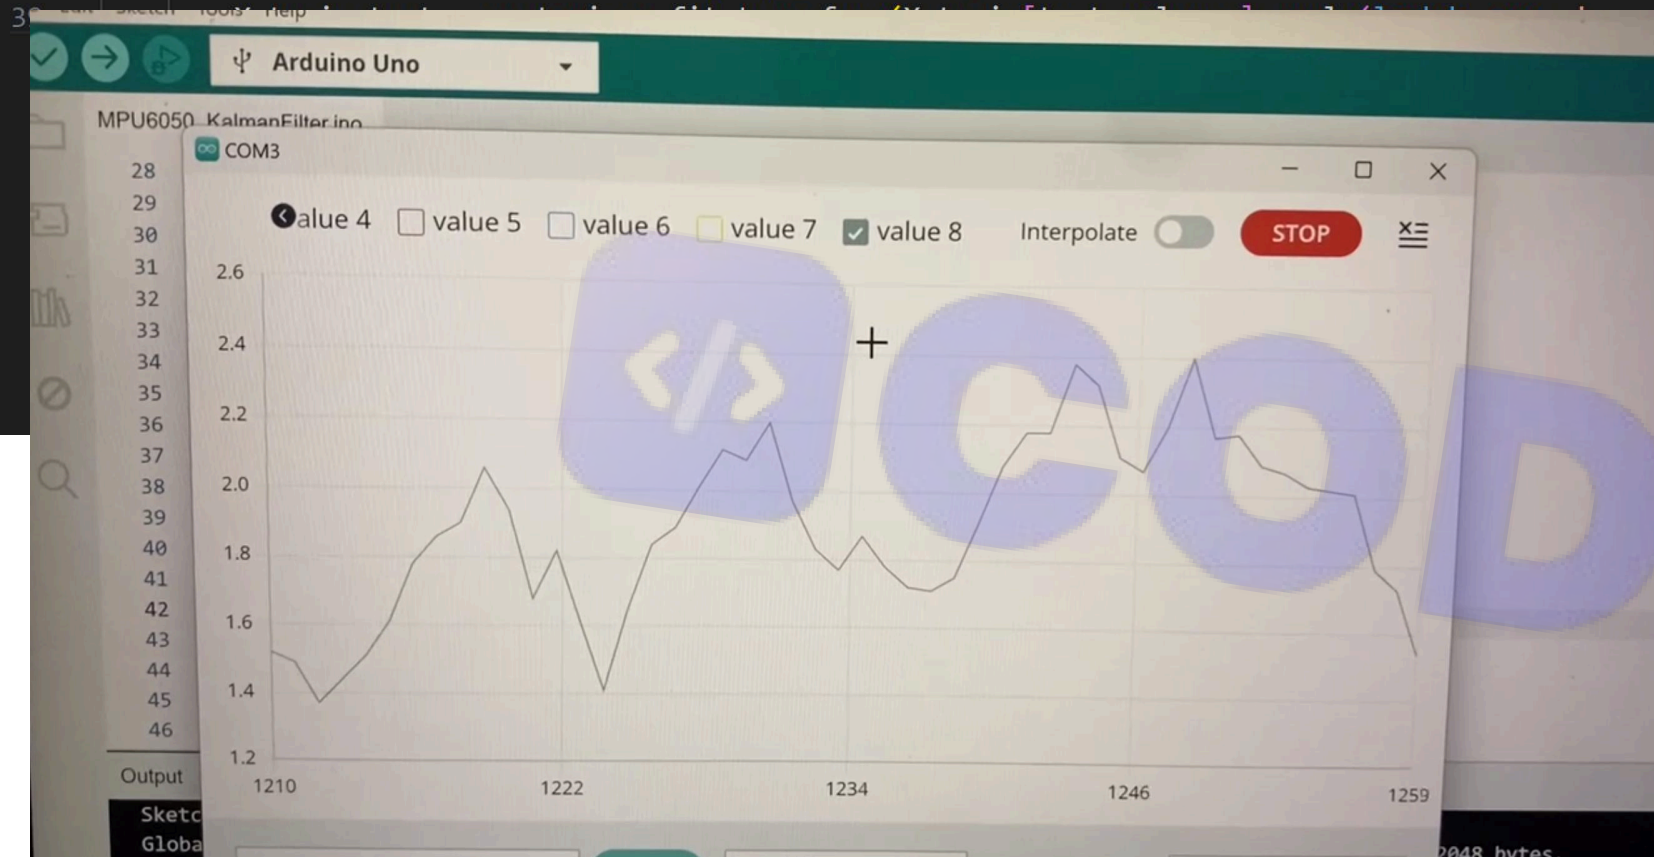 Tools Help
Arduino Uno
MPU6050_KalmanFilter.ino
COM3
alue 4 value 5 value 6 value 7 value 8 Interpolate STOP
28
29
30
31
32
33
34
35
36
37
38
39
40
41
42
43
44
45
46
2.6
2.4
2.2
2.0
1.8
1.6
1.4
1.2
1210 1222 1234 1246 1259
</> COD
Output
Sketc
Globa
2048 bytes